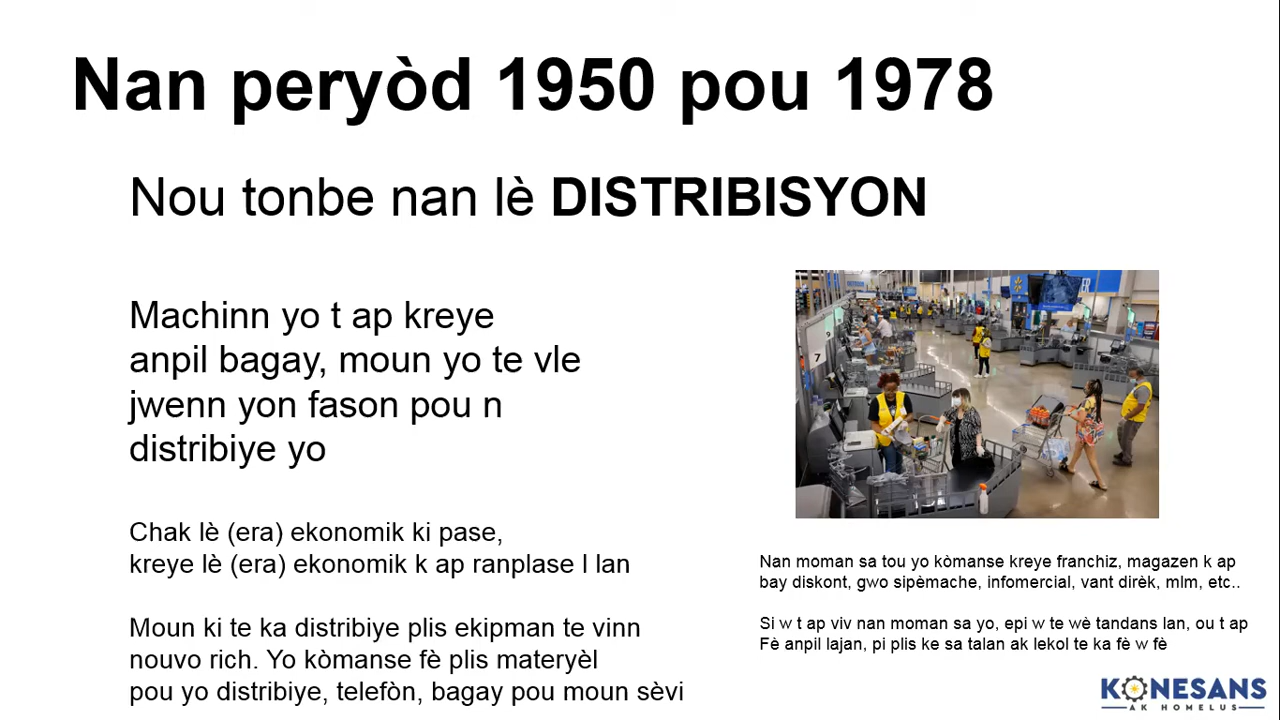 Nan peryòd 1950 pou 1978
Nou tonbe nan lè DISTRIBISYON
Machinn yo t ap kreye
anpil bagay, moun yo te vle
jwenn yon fason pou n
distribiye yo
Chak lè (era) ekonomik ki pase,
kreye lè (era) ekonomik k ap ranplase l lan
Moun ki te ka distribiye plis ekipman te vinn
nouvo rich. Yo kòmanse fè plis materyèl
pou yo distribiye, telefòn, bagay pou moun sèvi
9
7
Nan moman sa tou yo kòmanse kreye franchiz, magazen k ap
bay diskont, gwo sipèmache, infomercial, vant dirèk, mlm, etc..
Si w t ap viv nan moman sa yo, epi w te wè tandans lan, ou t ap
Fè anpil lajan, pi plis ke sa talan ak lekol te ka fè w fè
KONESANS
AK HOMELUS